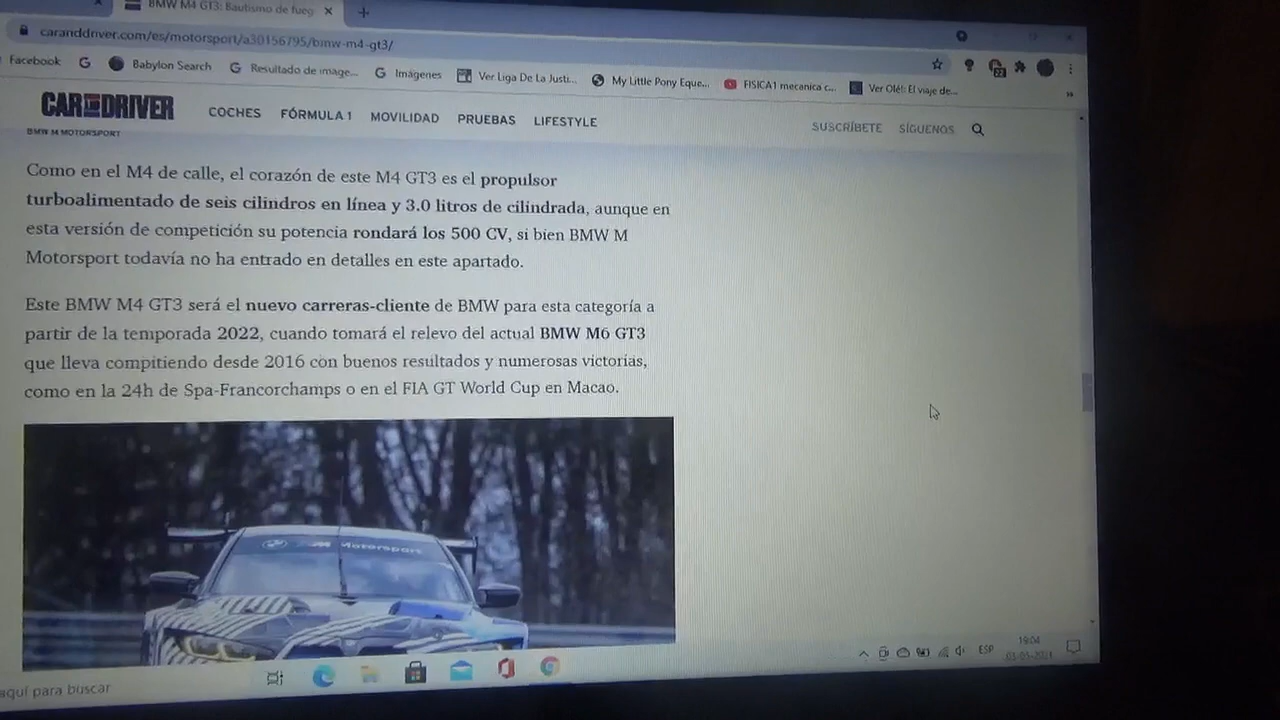 BMW M4 GT3: Bautismo de fueg
caranddriver.com/es/motorsport/a30156795/bmw-m4-gt3/
Facebook
Babylon Search
Resultado de image...
Imágenes
Ver Liga De La Justi...
My Little Pony Eque...
FISICA1 mecanica c...
Ver Olé!: El viaje de...
CAR AND DRIVER
COCHES
FÓRMULA 1
MOVILIDAD
PRUEBAS
LIFESTYLE
SUSCRÍBETE
SÍGUENOS
BMW M MOTORSPORT
Como en el M4 de calle, el corazón de este M4 GT3 es el propulsor
turboalimentado de seis cilindros en línea y 3.0 litros de cilindrada, aunque en
esta versión de competición su potencia rondará los 500 CV, si bien BMW M
Motorsport todavía no ha entrado en detalles en este apartado.
Este BMW M4 GT3 será el nuevo carreras-cliente de BMW para esta categoría a
partir de la temporada 2022, cuando tomará el relevo del actual BMW M6 GT3
que lleva compitiendo desde 2016 con buenos resultados y numerosas victorias,
como en la 24h de Spa-Francorchamps o en el FIA GT World Cup en Macao.
M Motorsport
aquí para buscar
ESP
19:04